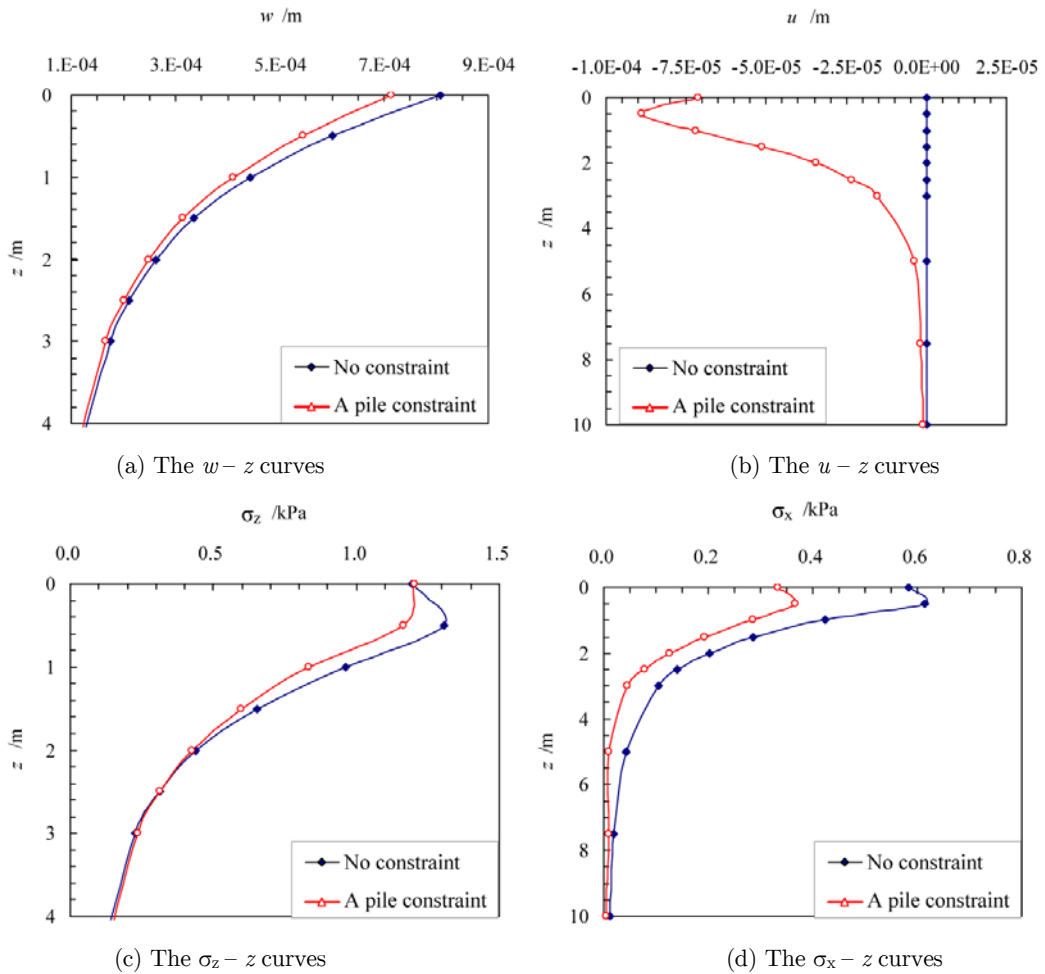 w /m
1.E-04 3.E-04 5.E-04 7.E-04 9.E-04
0
1
2
3
4
z /m
No constraint
A pile constraint
(a) The w – z curves
u /m
-1.0E-04 -7.5E-05 -5.0E-05 -2.5E-05 0.0E+00 2.5E-05
0
2
4
6
8
10
z /m
No constraint
A pile constraint
(b) The u – z curves
σz /kPa
0.0 0.5 1.0 1.5
0
1
2
3
4
z /m
No constraint
A pile constraint
(c) The σz – z curves
σx /kPa
0.0 0.2 0.4 0.6 0.8
0
2
4
6
8
10
z /m
No constraint
A pile constraint
(d) The σx – z curves